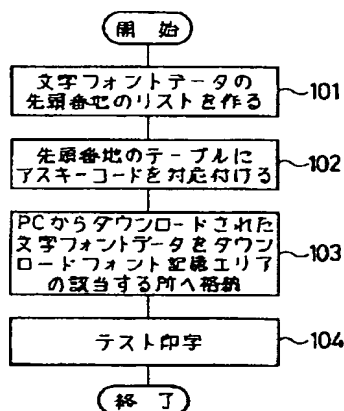 開始
文字フォントデータの
先頭番地のリストを作る
101
先頭番地のテーブルに
アスキーコードを対応付ける
102
PCからダウンロードされた
文字フォントデータをダウン
ロードフォント記憶エリア
の該当する所へ格納
103
テスト印字
104
終了